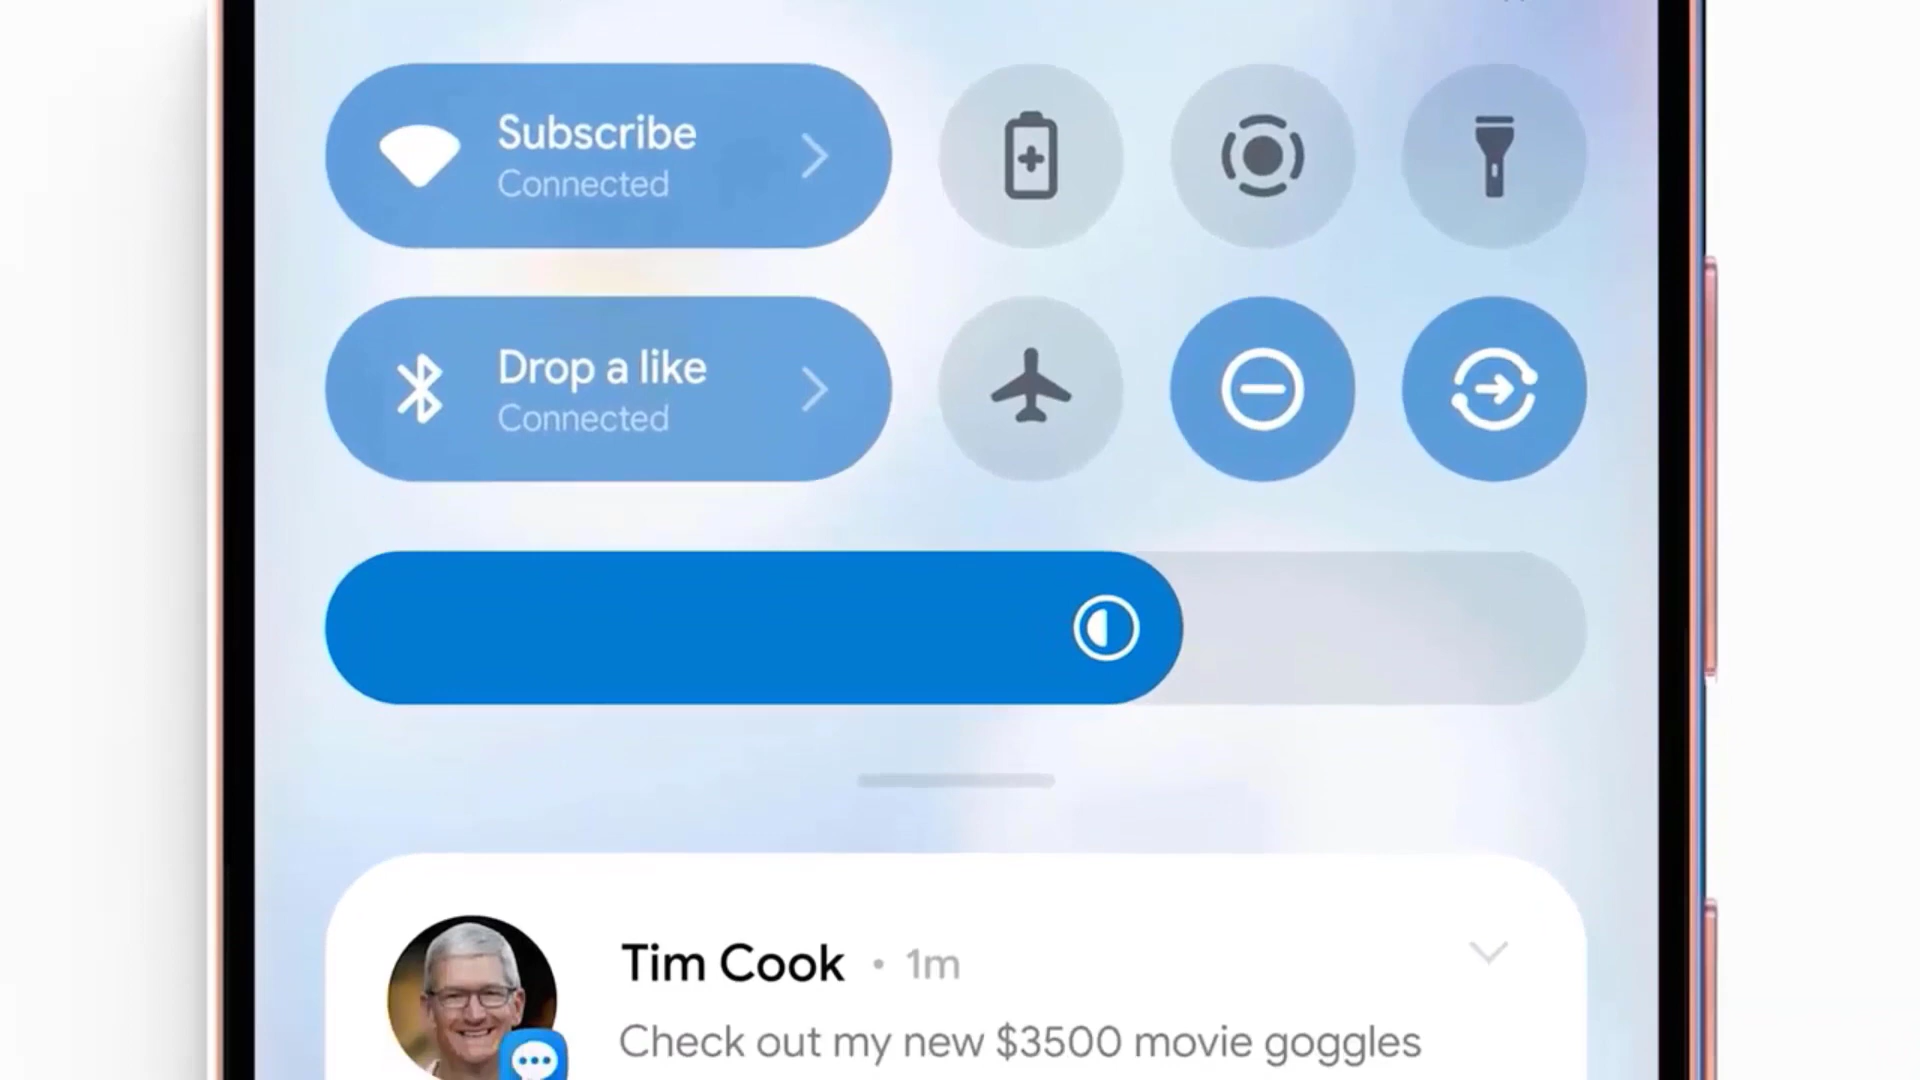 Subscribe
Connected
Drop a like
Connected
Tim Cook • 1m
Check out my new $3500 movie goggles